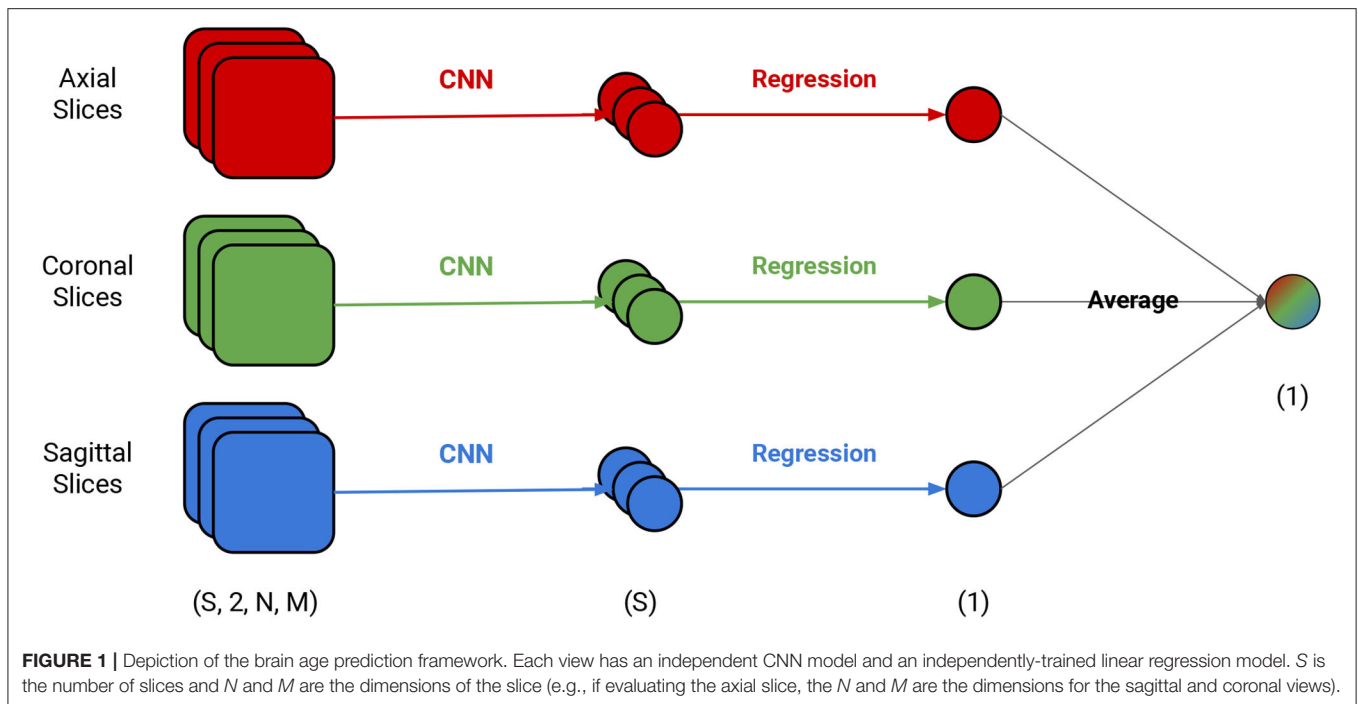 Axial
Slices
CNN
Regression
Coronal
Slices
CNN
Regression
Average
(1)
Sagittal
Slices
CNN
Regression
(S, 2, N, M)
(S)
(1)
FIGURE 1 | Depiction of the brain age prediction framework. Each view has an independent CNN model and an independently-trained linear regression model. S is
the number of slices and N and M are the dimensions of the slice (e.g., if evaluating the axial slice, the N and M are the dimensions for the sagittal and coronal views).